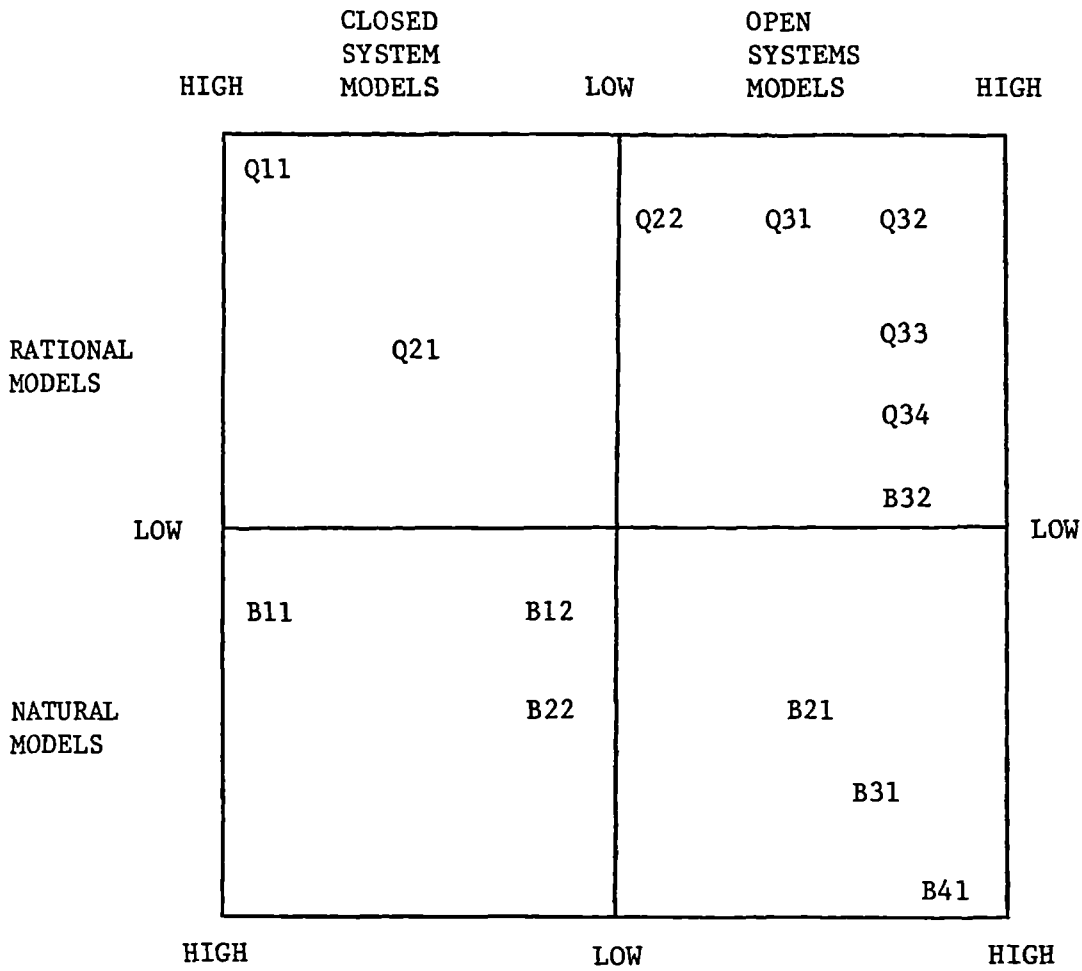 CLOSED
SYSTEM
MODELS
OPEN
SYSTEMS
MODELS
HIGH
LOW
HIGH
Q11
Q22 Q31 Q32
Q33
RATIONAL
MODELS
Q21
Q34
B32
LOW
LOW
B11 B12
NATURAL
MODELS
B22 B21
B31
B41
HIGH LOW HIGH